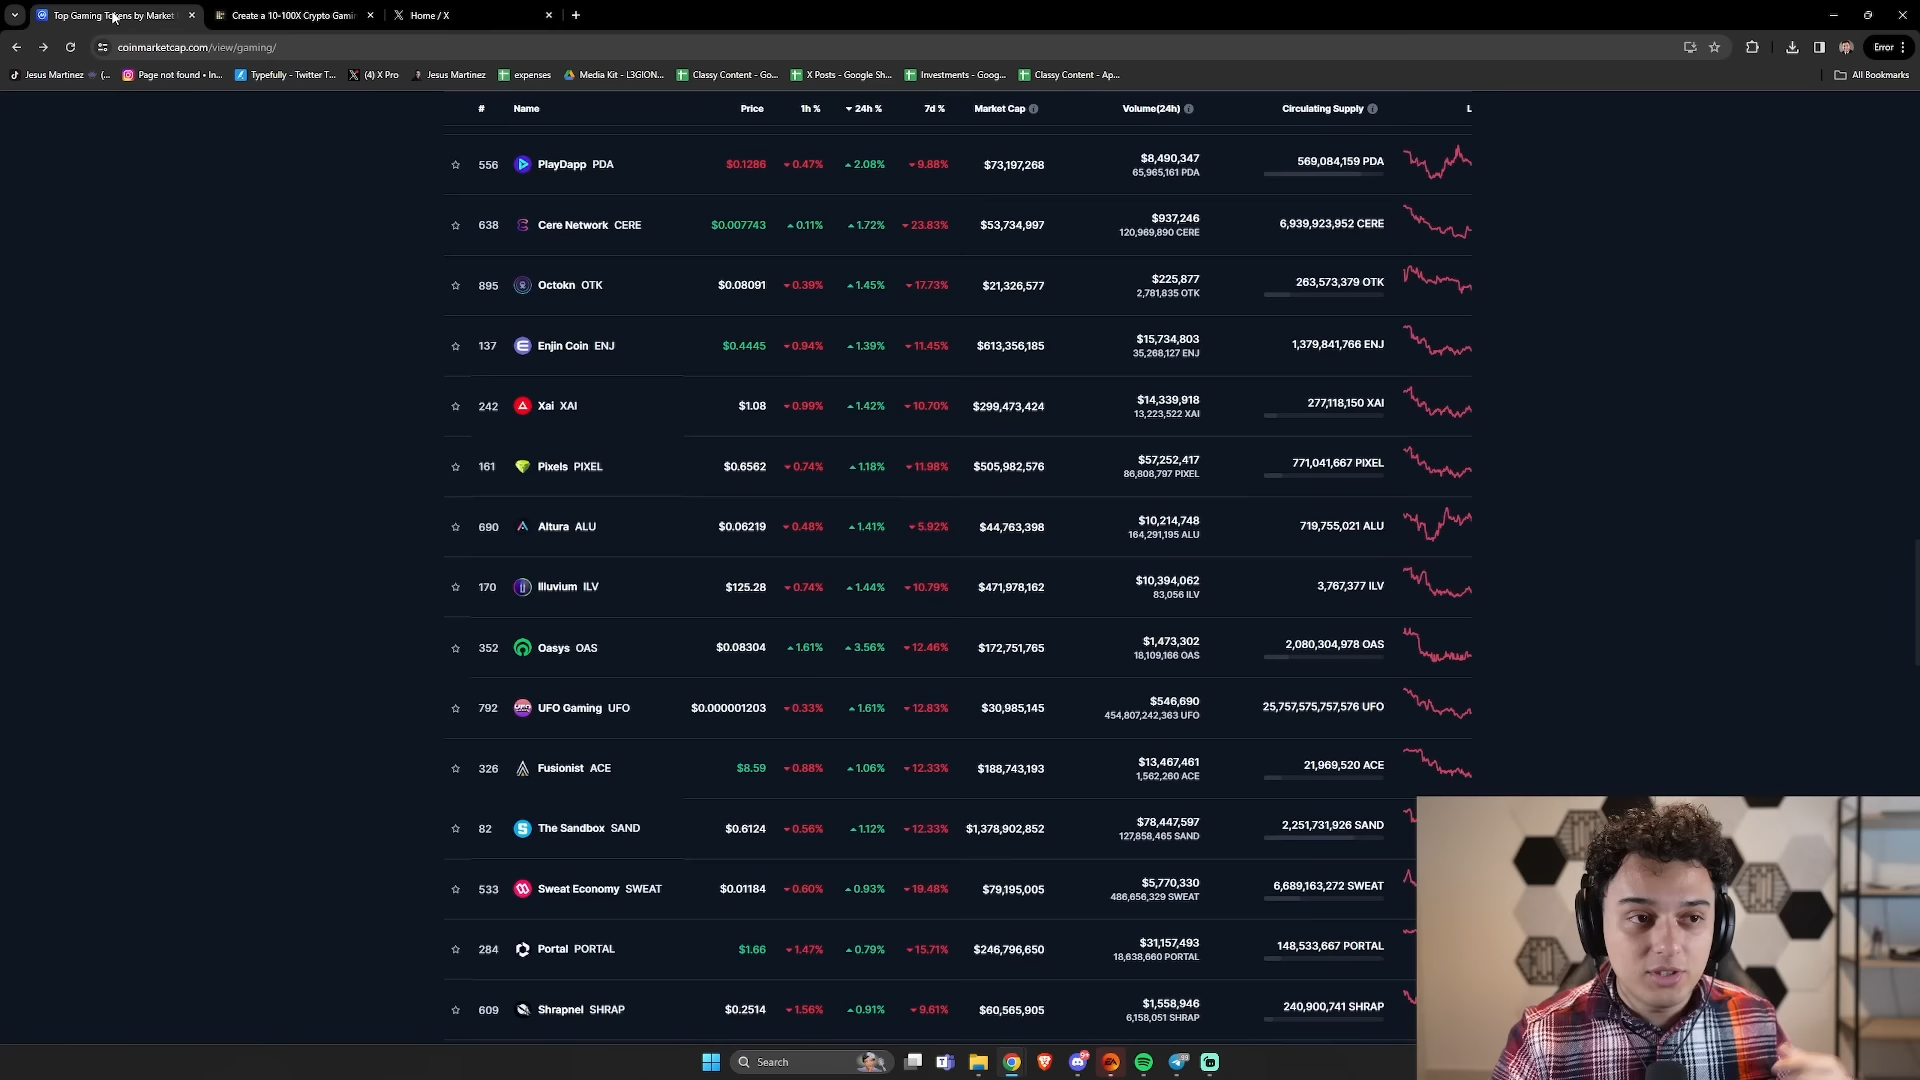 Top Gaming Tokens by Market
Create a 10-100X Crypto Gamin
Home / X
coinmarketcap.com/view/gaming/
Error
Jesus Martinez (...
Page not found • In...
Typefully - Twitter T...
(4) X Pro
Jesus Martinez
expenses
Media Kit - L3GION...
Classy Content - Go...
X Posts - Google Sh...
Investments - Goog...
Classy Content - Ap...
All Bookmarks
# Name Price 1h % 24h % 7d % Market Cap Volume(24h) Circulating Supply L
556 PlayDapp PDA $0.1286 0.47% 2.08% 9.88% $73,197,268 $8,490,347 569,084,159 PDA
65,965,161 PDA
638 Cere Network CERE $0.007743 0.11% 1.72% 23.83% $53,734,997 $937,246 6,939,923,952 CERE
120,969,890 CERE
895 Octokn OTK $0.08091 0.39% 1.45% 17.73% $21,326,577 $225,877 263,573,379 OTK
2,781,835 OTK
137 Enjin Coin ENJ $0.4445 0.94% 1.39% 11.45% $613,356,185 $15,734,803 1,379,841,766 ENJ
35,268,127 ENJ
242 Xai XAI $1.08 0.99% 1.42% 10.70% $299,473,424 $14,339,918 277,118,150 XAI
13,223,522 XAI
161 Pixels PIXEL $0.6562 0.74% 1.18% 11.98% $505,982,576 $57,252,417 771,041,667 PIXEL
86,808,797 PIXEL
690 Altura ALU $0.06219 0.48% 1.41% 5.92% $44,763,398 $10,214,748 719,755,021 ALU
164,291,195 ALU
170 Illuvium ILV $125.28 0.74% 1.44% 10.79% $471,978,162 $10,394,062 3,767,377 ILV
83,056 ILV
352 Oasys OAS $0.08304 1.61% 3.56% 12.46% $172,751,765 $1,473,302 2,080,304,978 OAS
18,109,166 OAS
792 UFO Gaming UFO $0.000001203 0.33% 1.61% 12.83% $30,985,145 $546,690 25,757,575,757,576 UFO
454,807,242,363 UFO
326 Fusionist ACE $8.59 0.88% 1.06% 12.33% $188,743,193 $13,467,461 21,969,520 ACE
1,562,260 ACE
82 The Sandbox SAND $0.6124 0.56% 1.12% 12.33% $1,378,902,852 $78,447,597 2,251,731,926 SAND
127,858,465 SAND
533 Sweat Economy SWEAT $0.01184 0.60% 0.93% 19.48% $79,195,005 $5,770,330 6,689,163,272 SWEAT
486,656,329 SWEAT
284 Portal PORTAL $1.66 1.47% 0.79% 15.71% $246,796,650 $31,157,493 148,533,667 PORTAL
18,638,660 PORTAL
609 Shrapnel SHRAP $0.2514 1.56% 0.91% 9.61% $60,565,905 $1,558,946 240,900,741 SHRAP
6,158,051 SHRAP
Search